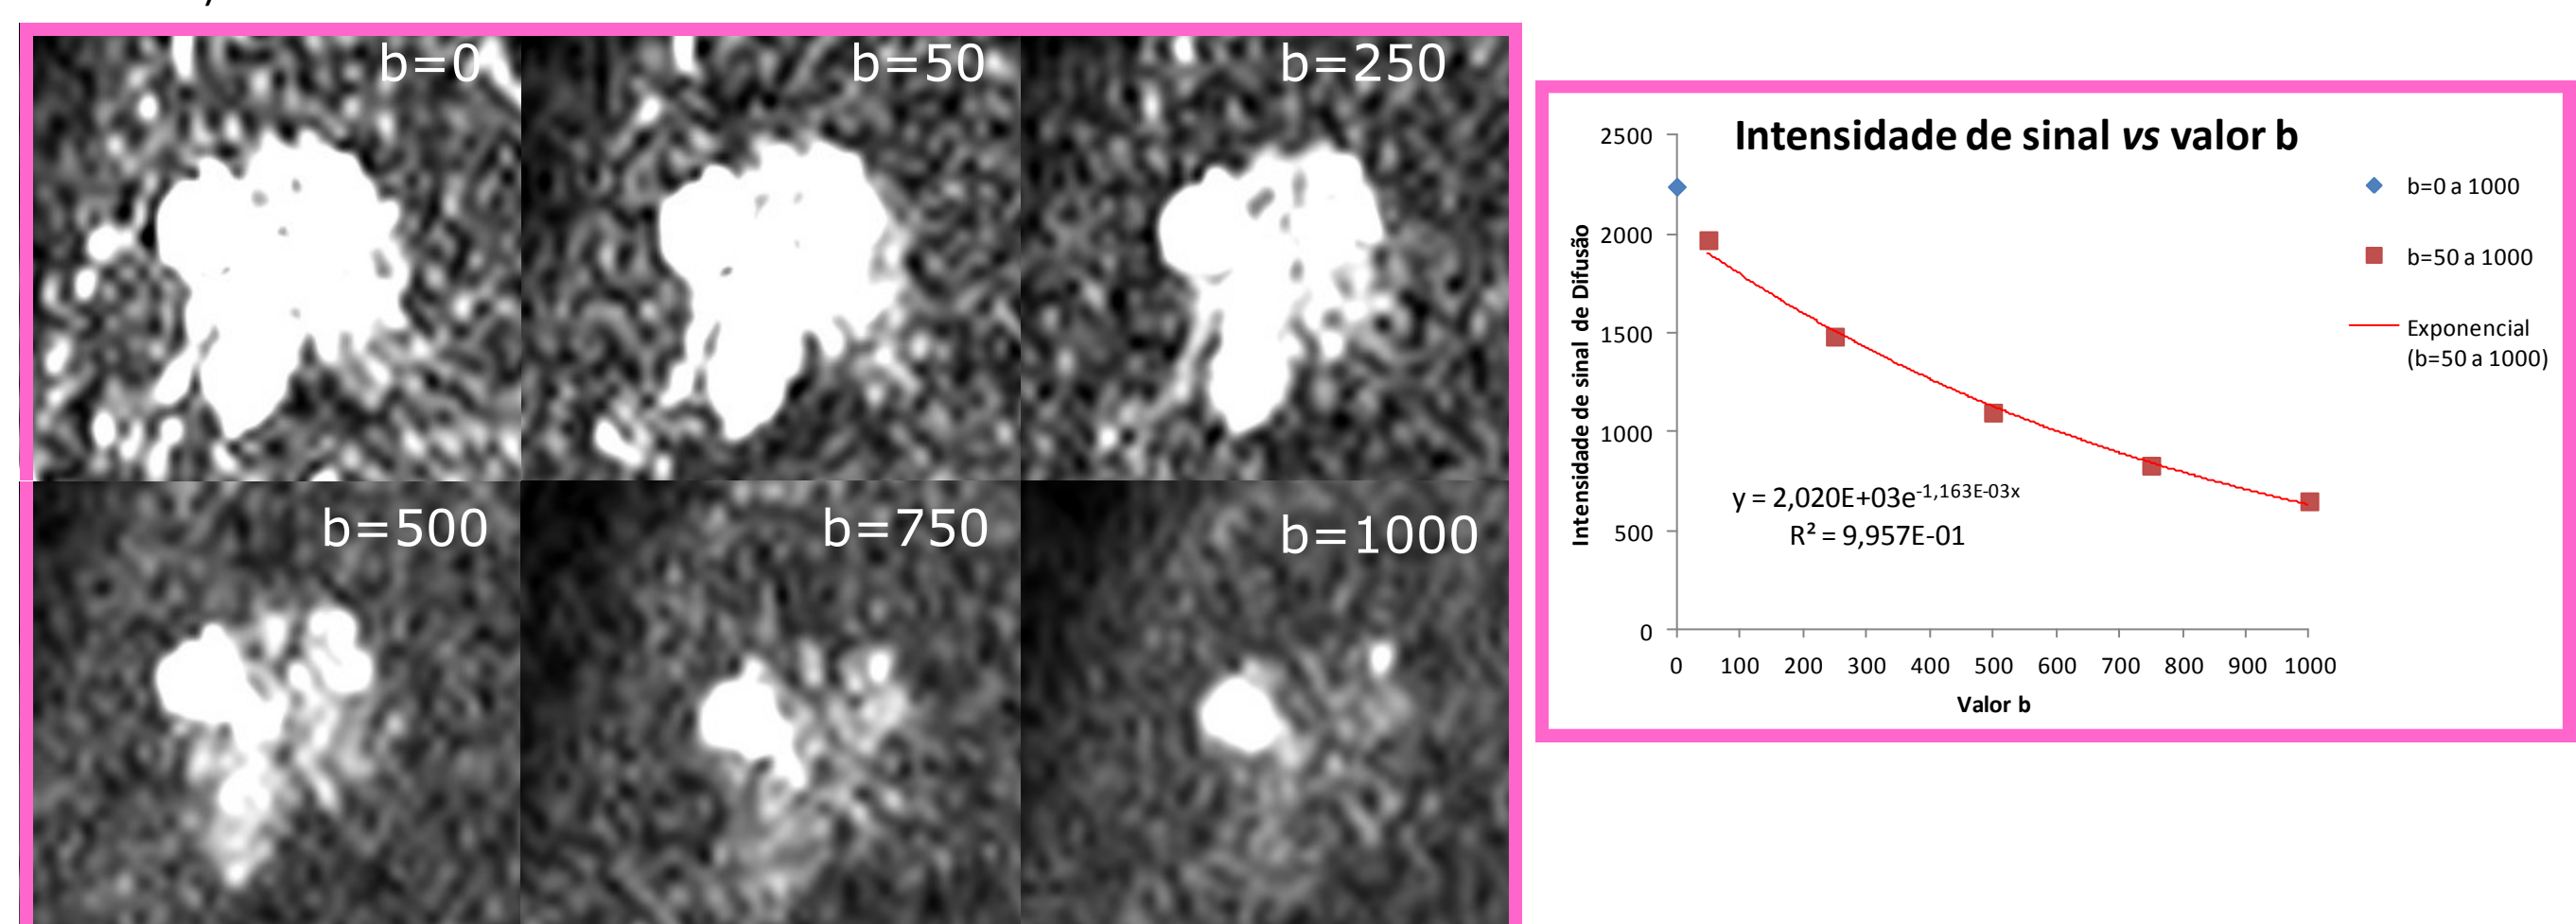 b=0
b=50
b=250
b=500
b=750
b=1000
Intensidade de sinal vs valor b
Intensidade de sinal de Difusão
2500
2000
1500
1000
500
0
b=0 a 1000
b=50 a 1000
Exponencial
(b=50 a 1000)
y = 2,020E+03e^-1,163E-03x
R² = 9,957E-01
0 100 200 300 400 500 600 700 800 900 1000
Valor b